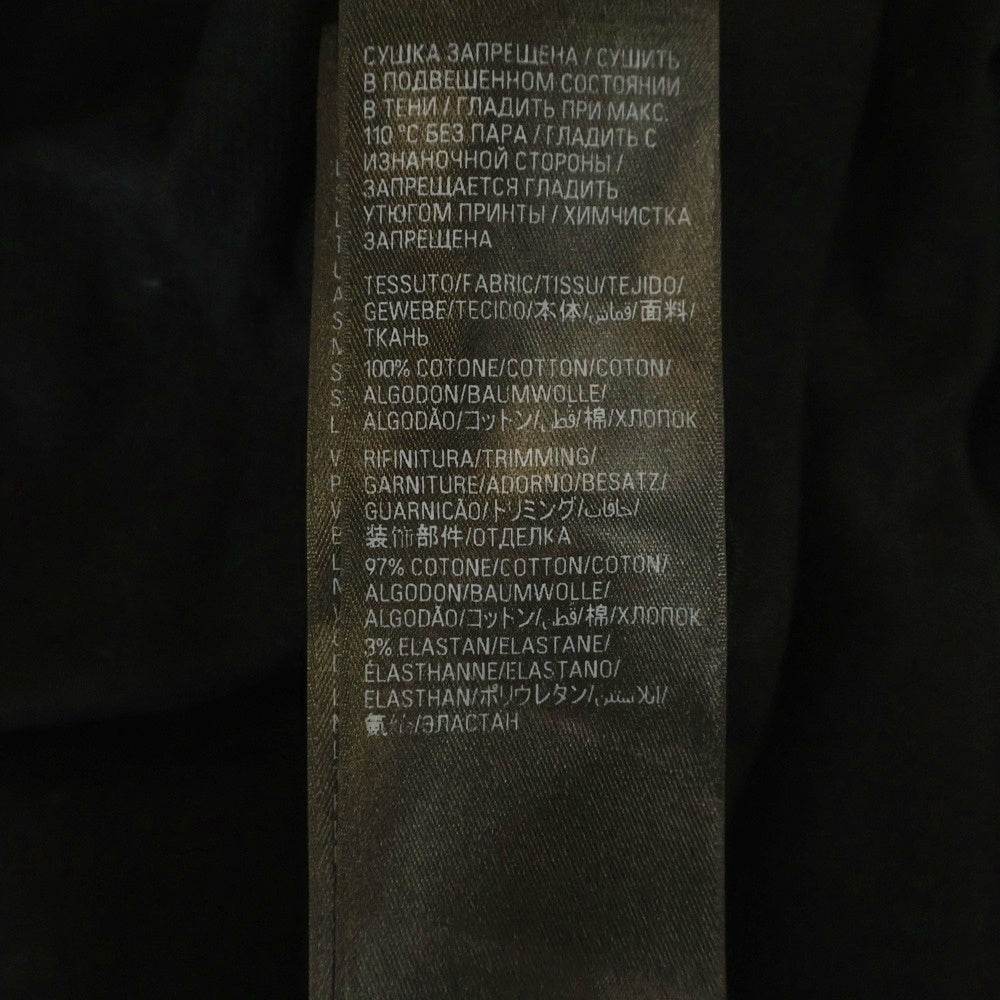 СУШКА ЗАПРЕЩЕНА / СУШИТЬ
В ПОДВЕШЕННОМ СОСТОЯНИИ
В ТЕНИ / ГЛАДИТЬ ПРИ МАКС.
110 °C БЕЗ ПАРА / ГЛАДИТЬ С
ИЗНАНОЧНОЙ СТОРОНЫ /
ЗАПРЕЩАЕТСЯ ГЛАДИТЬ
УТЮГОМ ПРИНТЫ / ХИМЧИСТКА
ЗАПРЕЩЕНА
TESSUTO/FABRIC/TISSU/TEJIDO/
GEWEBE/TECIDO/本体/قماش/面料/
ТКАНЬ
100% COTONE/COTTON/COTON/
ALGODON/BAUMWOLLE/
ALGODÃO/コットン/قطن/棉/ХЛОПОК
RIFINITURA/TRIMMING/
GARNITURE/ADORNO/BESATZ/
GUARNICÃO/トリミング/حافات/
装饰部件/ОТДЕЛКА
97% COTONE/COTTON/COTON/
ALGODON/BAUMWOLLE/
ALGODÃO/コットン/قطن/棉/ХЛОПОК
3% ELASTAN/ELASTANE/
ÉLASTHANNE/ELASTANO/
ELASTHAN/ポリウレタン/
氨纶/ЭЛАСТАН